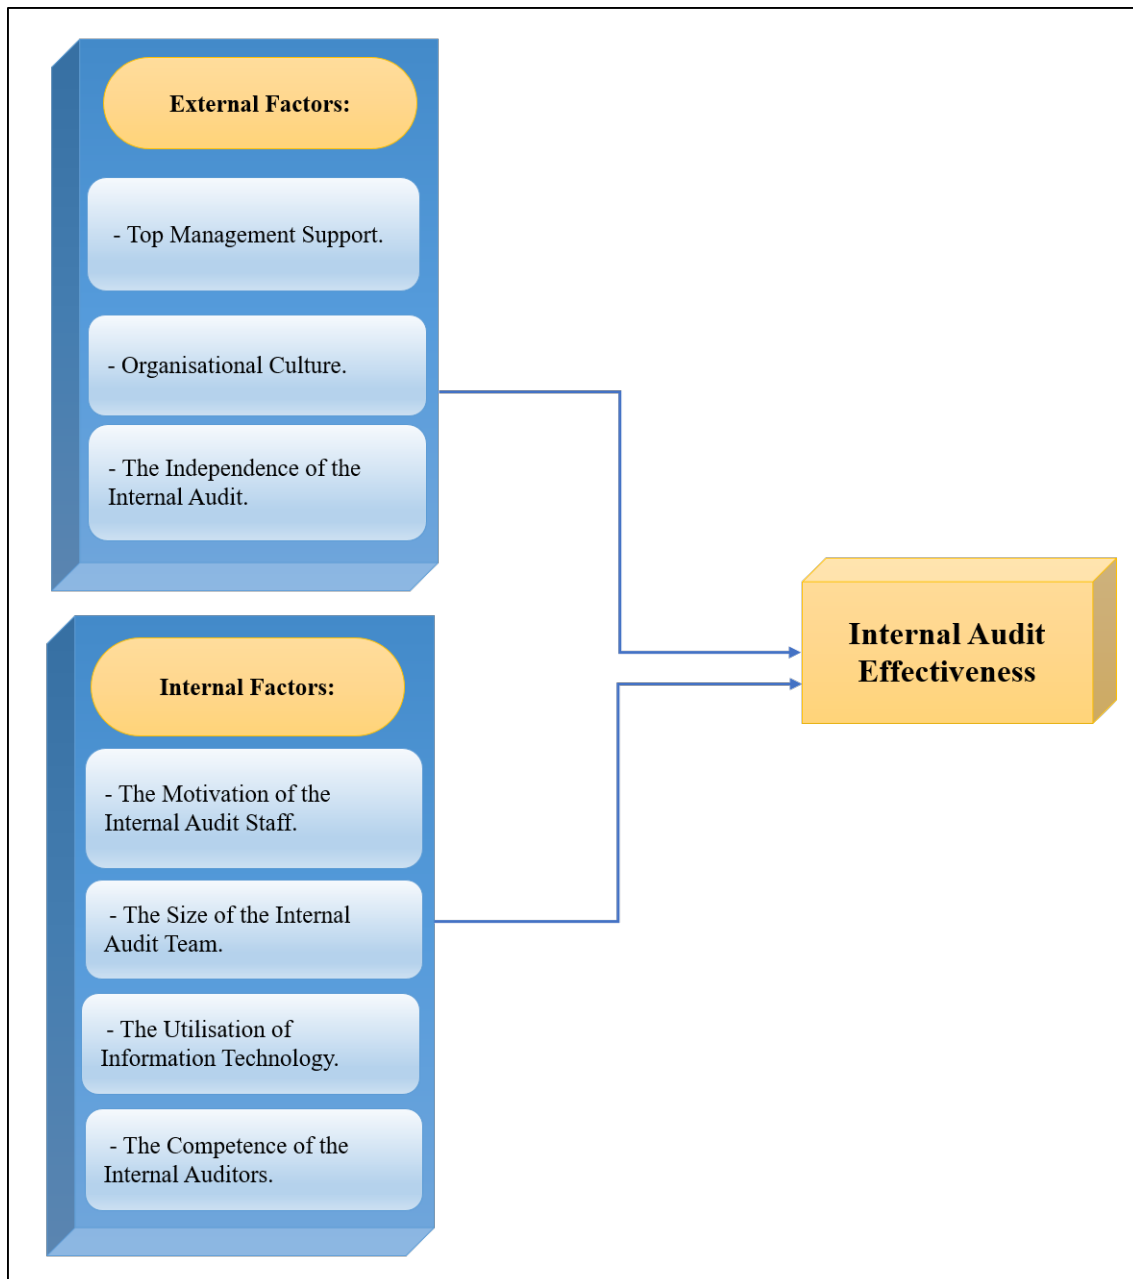 External Factors:
- Top Management Support.
- Organisational Culture.
- The Independence of the
Internal Audit.
Internal Factors:
- The Motivation of the
Internal Audit Staff.
- The Size of the Internal
Audit Team.
- The Utilisation of
Information Technology.
- The Competence of the
Internal Auditors.
Internal Audit
Effectiveness